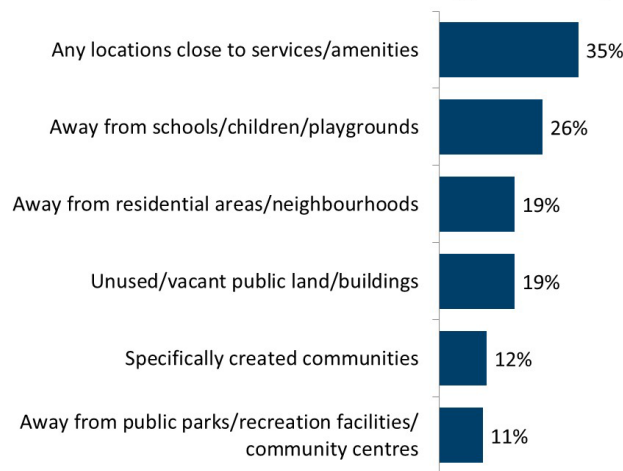 Any locations close to services/amenities 35%
Away from schools/children/playgrounds 26%
Away from residential areas/neighbourhoods 19%
Unused/vacant public land/buildings 19%
Specifically created communities 12%
Away from public parks/recreation facilities/
community centres 11%